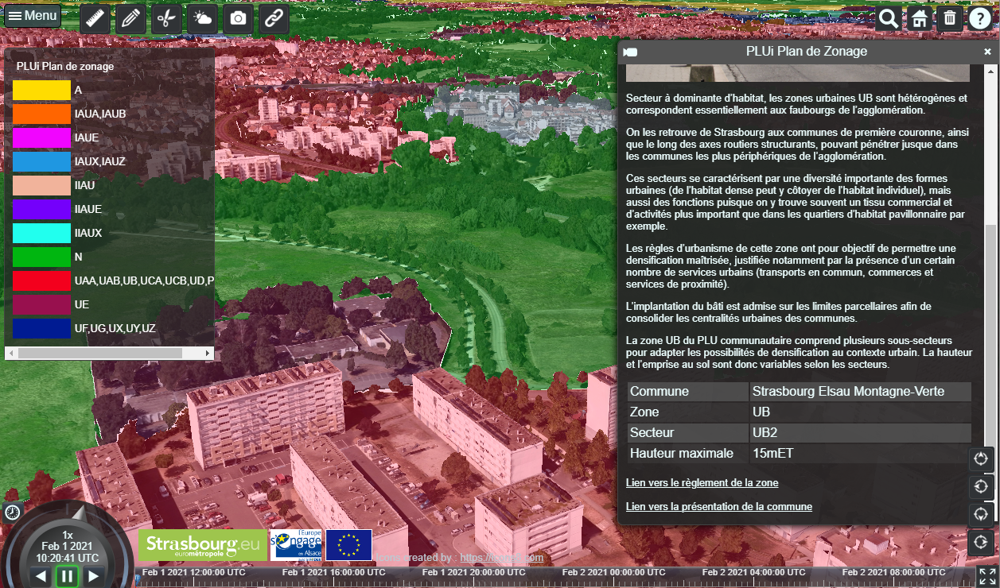 Menu
PLUi Plan de zonage
A
IAUA,IAUB
IAUE
IAUX,IAUZ
IIAU
IIAUE
IIAUX
N
UAA,UAB,UB,UCA,UCB,UD,P
UE
UF,UG,UX,UY,UZ
PLUi Plan de Zonage
Secteur à dominante d'habitat, les zones urbaines UB sont hétérogènes et
correspondent essentiellement aux faubourgs de l'agglomération.
On les retrouve de Strasbourg aux communes de première couronne, ainsi
que le long des axes routiers structurants, pouvant pénétrer jusque dans
les communes les plus périphériques de l'agglomération.
Ces secteurs se caractérisent par une diversité importante des formes
urbaines (de l'habitat dense peut y côtoyer de l'habitat individuel), mais
aussi des fonctions puisque on y trouve souvent un tissu commercial et
d'activités plus important que dans les quartiers d'habitat pavillonnaire par
exemple.
Les règles d'urbanisme de cette zone ont pour objectif de permettre une
densification maîtrisée, justifiée notamment par la présence d'un certain
nombre de services urbains (transports en commun, commerces et
services de proximité).
L'implantation du bâti est admise sur les limites parcellaires afin de
consolider les centralités urbaines des communes.
La zone UB du PLU communautaire comprend plusieurs sous-secteurs
pour adapter les possibilités de densification au contexte urbain. La hauteur
et l'emprise au sol sont donc variables selon les secteurs.
Commune Strasbourg Elsau Montagne-Verte
Zone UB
Secteur UB2
Hauteur maximale 15mET
Lien vers le règlement de la zone
Lien vers la présentation de la commune
1x
Feb 1 2021
10:20:41 UTC
Strasbourg.eu
eurométropole
l'Europe
s'engage
en Alsace
Icons created by :
Feb 1 2021 12:00:00 UTC Feb 1 2021 16:00:00 UTC Feb 1 2021 20:00:00 UTC Feb 2 2021 00:00:00 UTC Feb 2 2021 04:00:00 UTC Feb 2 2021 08:00:00 UTC